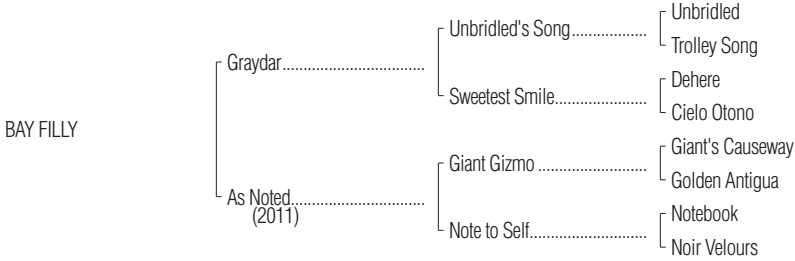 Unbridled
Unbridled's Song..................
Trolley Song
Graydar.................................
Dehere
Sweetest Smile......................
Cielo Otono
BAY FILLY
Giant's Causeway
Giant Gizmo .........................
Golden Antigua
As Noted...............................
(2011)
Notebook
Note to Self...........................
Noir Velours